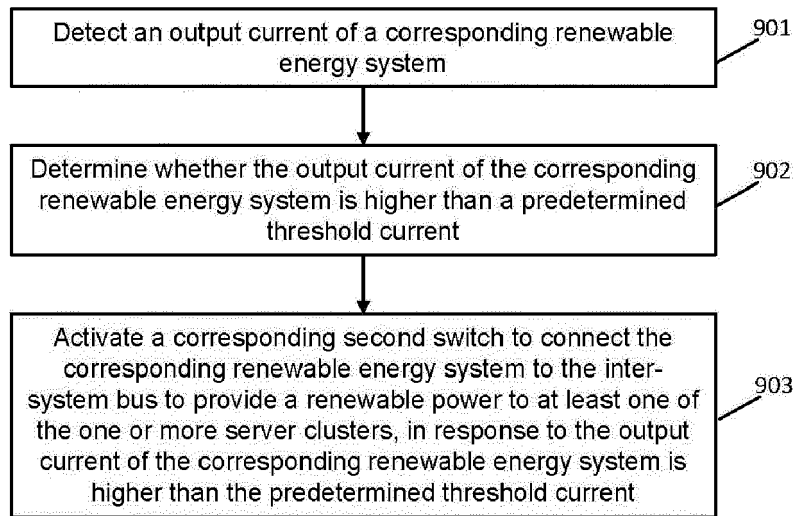 Detect an output current of a corresponding renewable
energy system
901
Determine whether the output current of the corresponding
renewable energy system is higher than a predetermined
threshold current
902
Activate a corresponding second switch to connect the
corresponding renewable energy system to the inter-
system bus to provide a renewable power to at least one of
the one or more server clusters, in response to the output
current of the corresponding renewable energy system is
higher than the predetermined threshold current
903